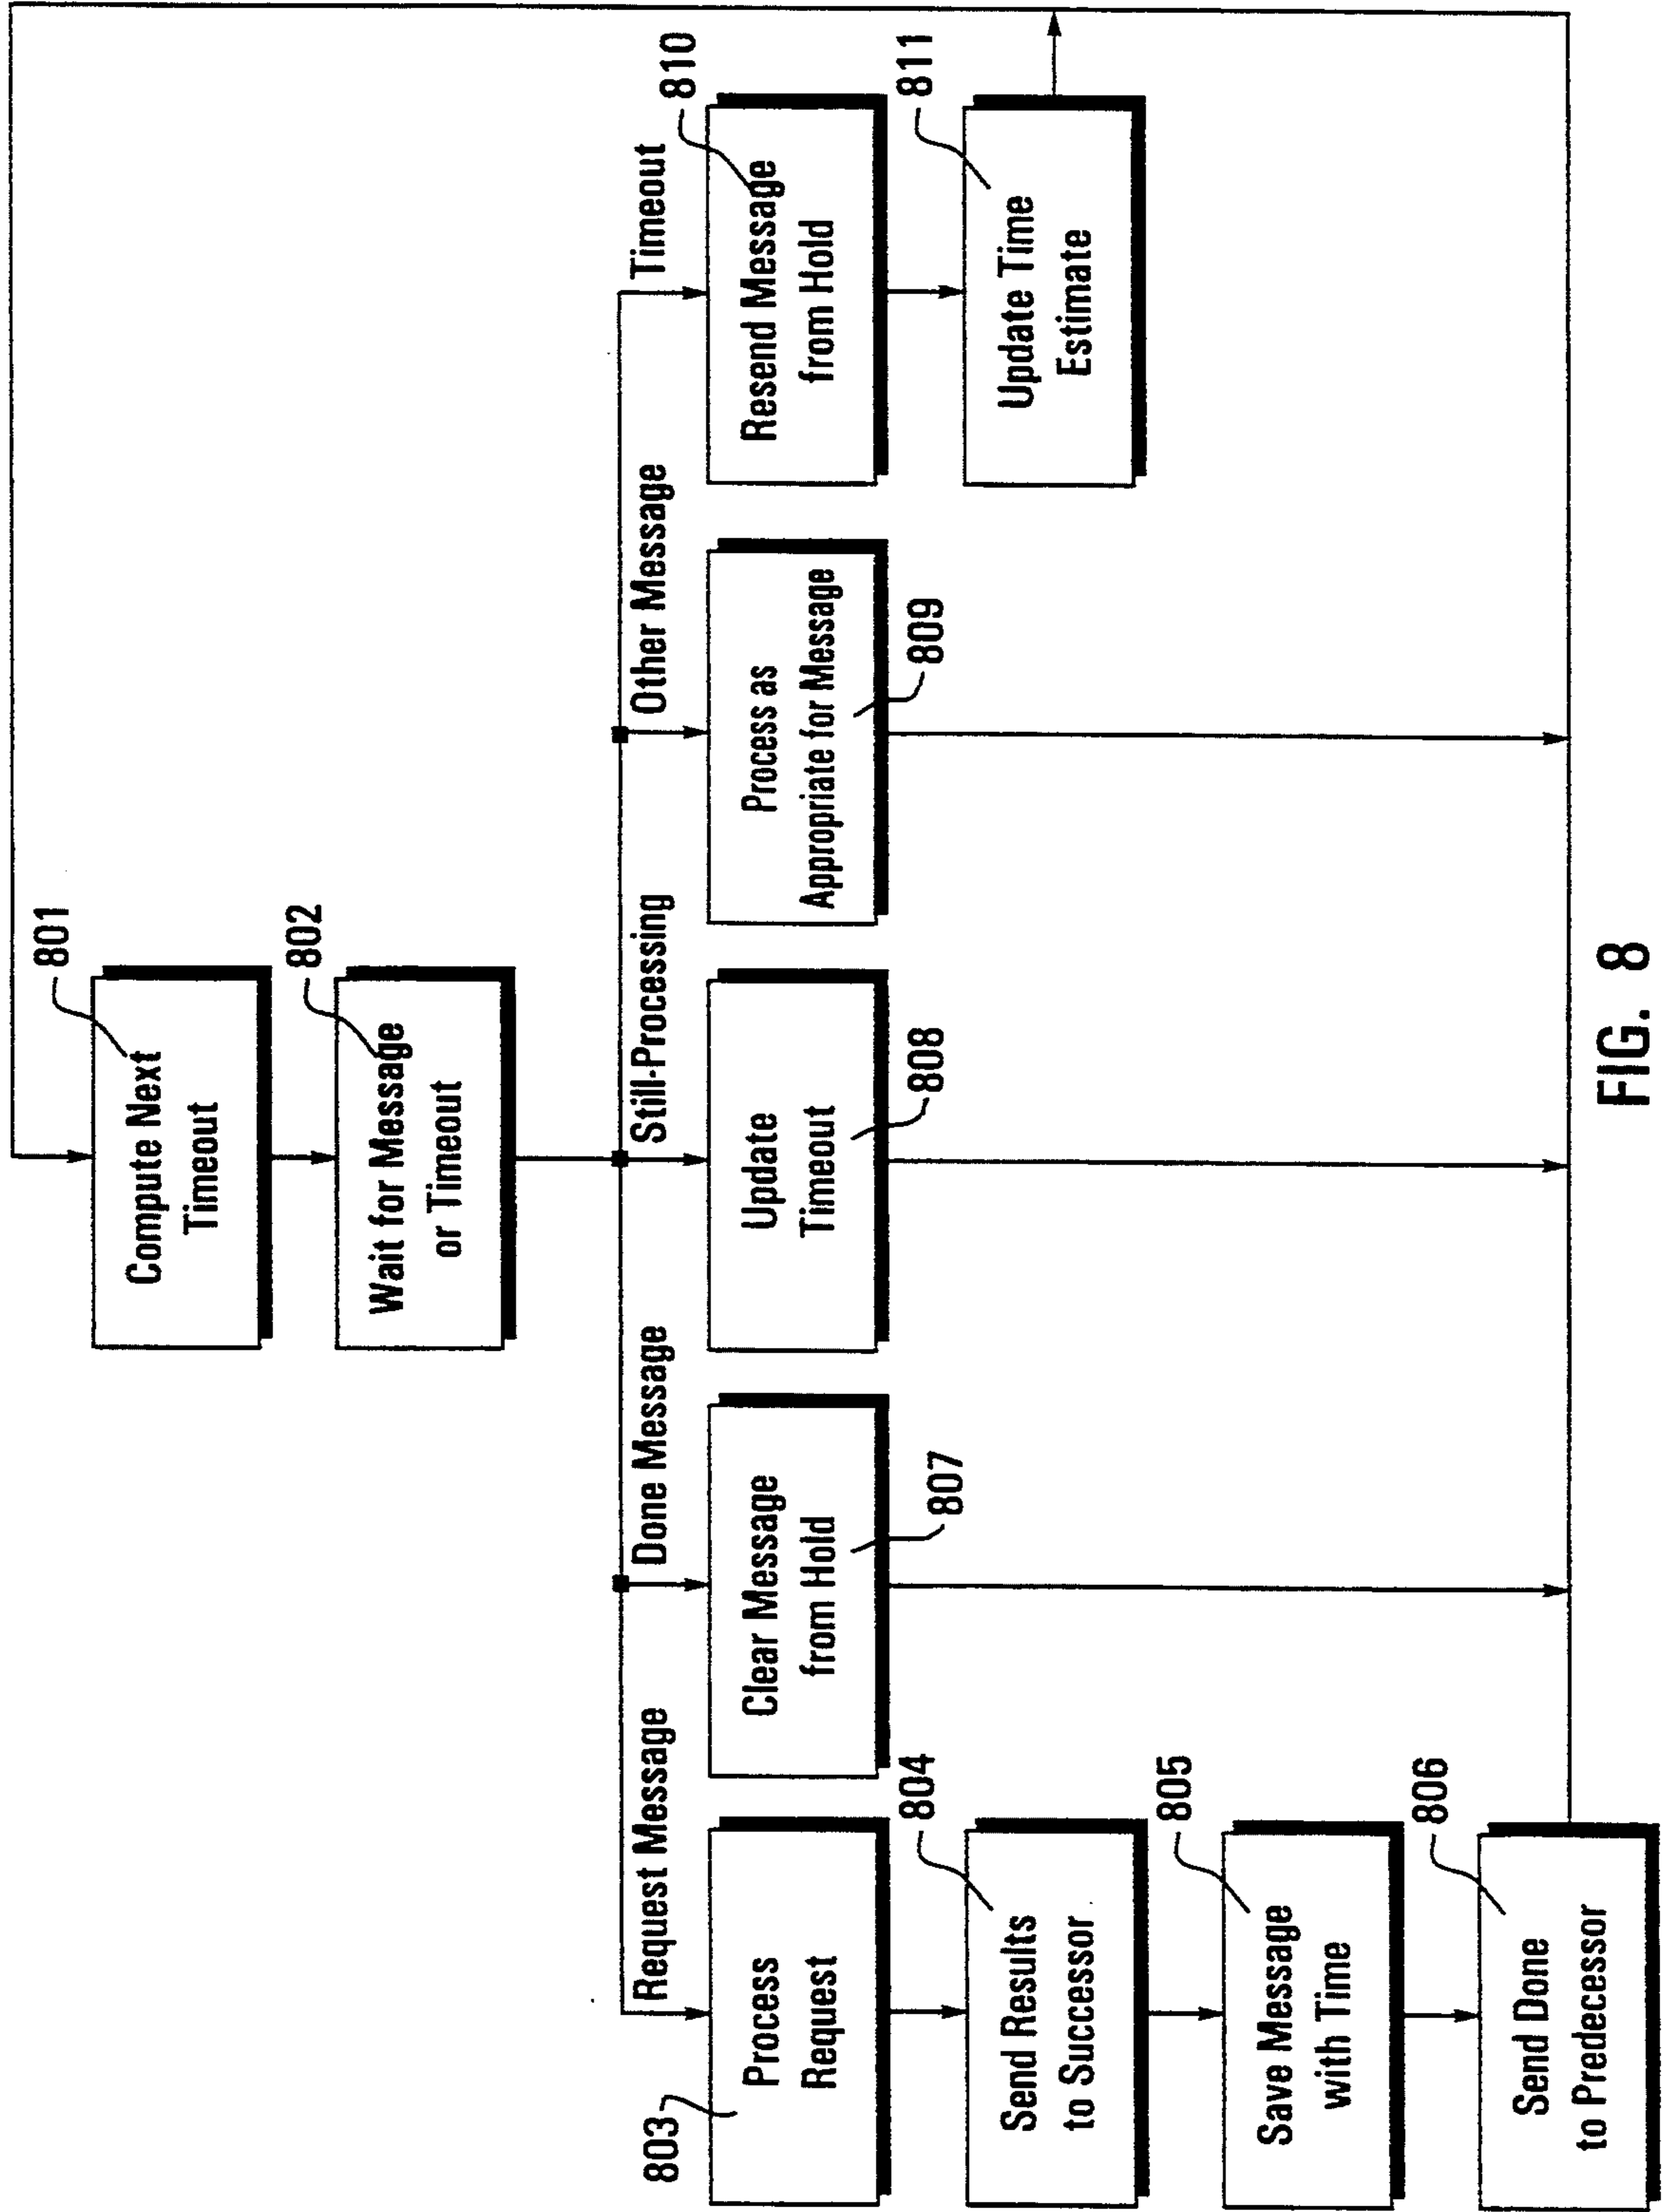 801
Compute Next
Timeout
802
Wait for Message
or Timeout
Request Message
Done Message
Still-Processing
Other Message
Timeout
803
Process
Request
804
Send Results
to Successor
805
Save Message
with Time
806
Send Done
to Predecessor
Clear Message
from Hold
807
Update
Timeout
808
Process as
Appropriate for Message
809
810
Resend Message
from Hold
811
Update Time
Estimate
FIG. 8